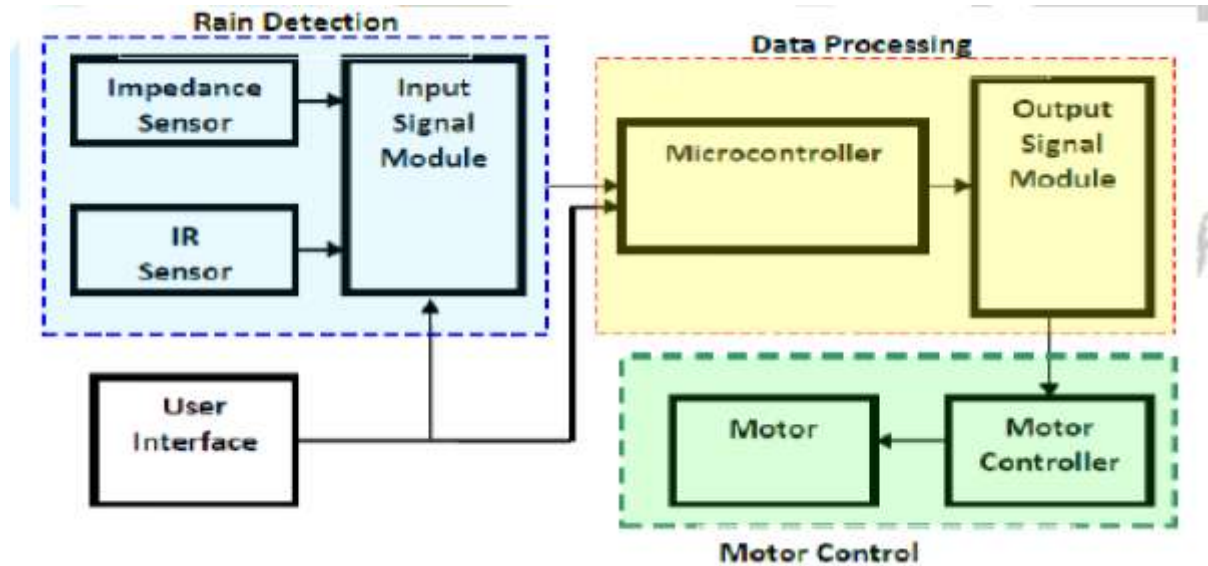 Rain Detection
Impedance
Sensor
Input
Signal
Module
IR
Sensor
Data Processing
Microcontroller
Output
Signal
Module
User
Interface
Motor
Motor
Controller
Motor Control